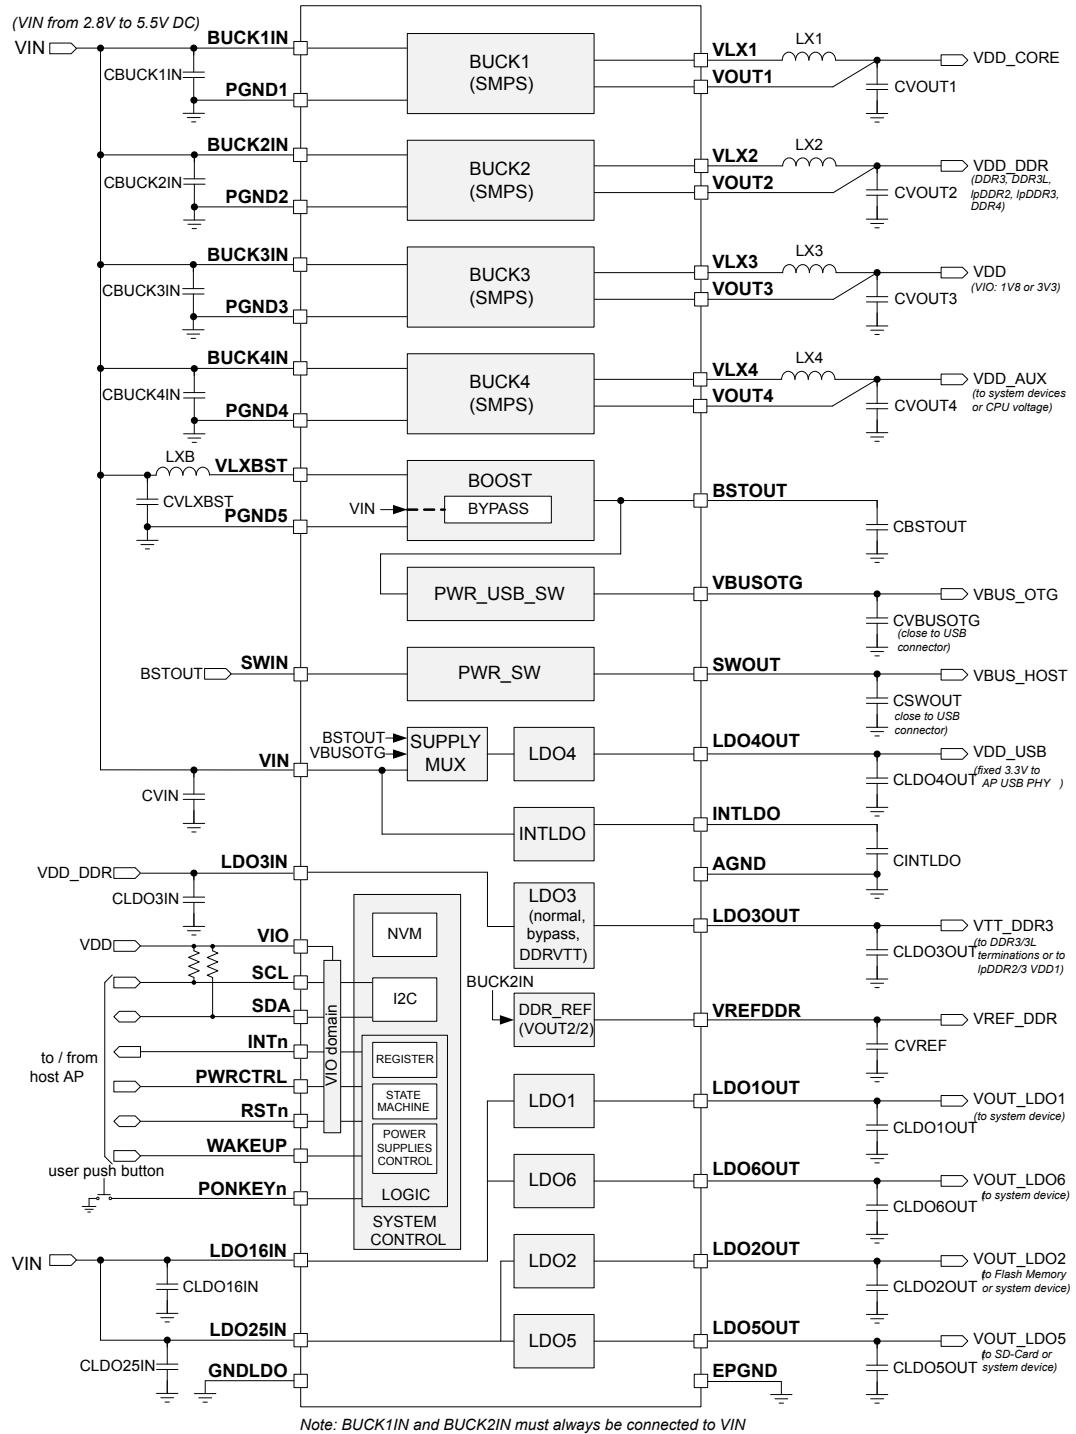 (VIN from 2.8V to 5.5V DC)
VIN
BUCK1IN
CBUCK1IN
PGND1
BUCK1
(SMPS)
VLX1
LX1
VOUT1
VDD_CORE
CVOUT1
BUCK2IN
CBUCK2IN
PGND2
BUCK2
(SMPS)
VLX2
LX2
VOUT2
VDD_DDR
(DDR3, DDR3L,
lpDDR2, lpDDR3,
DDR4)
CVOUT2
BUCK3IN
CBUCK3IN
PGND3
BUCK3
(SMPS)
VLX3
LX3
VOUT3
VDD
(VIO: 1V8 or 3V3)
CVOUT3
BUCK4IN
CBUCK4IN
PGND4
BUCK4
(SMPS)
VLX4
LX4
VOUT4
VDD_AUX
(to system devices
or CPU voltage)
CVOUT4
LXB
VLXBST
CVLXBST
PGND5
BOOST
VIN
BYPASS
BSTOUT
CBSTOUT
PWR_USB_SW
VBUSOTG
VBUS_OTG
CVBUSOTG
(close to USB
connector)
BSTOUT
SWIN
PWR_SW
SWOUT
VBUS_HOST
CSWOUT
close to USB
connector)
BSTOUT
VBUSOTG
VIN
CVIN
SUPPLY
MUX
LDO4
LDO4OUT
VDD_USB
(fixed 3.3V to
AP USB PHY )
CLDO4OUT
INTLDO
INTLDO
AGND
CINTLDO
VDD_DDR
LDO3IN
CLDO3IN
LDO3
(normal,
bypass,
DDRVTT)
LDO3OUT
VTT_DDR3
(to DDR3/3L
terminations or to
lpDDR2/3 VDD1)
CLDO3OUT
VDD
VIO
SCL
SDA
INTn
PWRCTRL
RSTn
WAKEUP
PONKEYn
to / from
host AP
user push button
VIO domain
NVM
I2C
REGISTER
STATE
MACHINE
POWER
SUPPLIES
CONTROL
LOGIC
SYSTEM
CONTROL
BUCK2IN
DDR_REF
(VOUT2/2)
VREFDDR
VREF_DDR
CVREF
LDO1
LDO1OUT
VOUT_LDO1
(to system device)
CLDO1OUT
LDO6
LDO6OUT
VOUT_LDO6
(to system device)
CLDO6OUT
VIN
LDO16IN
CLDO16IN
LDO2
LDO2OUT
VOUT_LDO2
(to Flash Memory
or system device)
CLDO2OUT
LDO25IN
CLDO25IN
LDO5
LDO5OUT
VOUT_LDO5
(to SD-Card or
system device)
CLDO5OUT
GNDLDO
EPGND
Note: BUCK1IN and BUCK2IN must always be connected to VIN